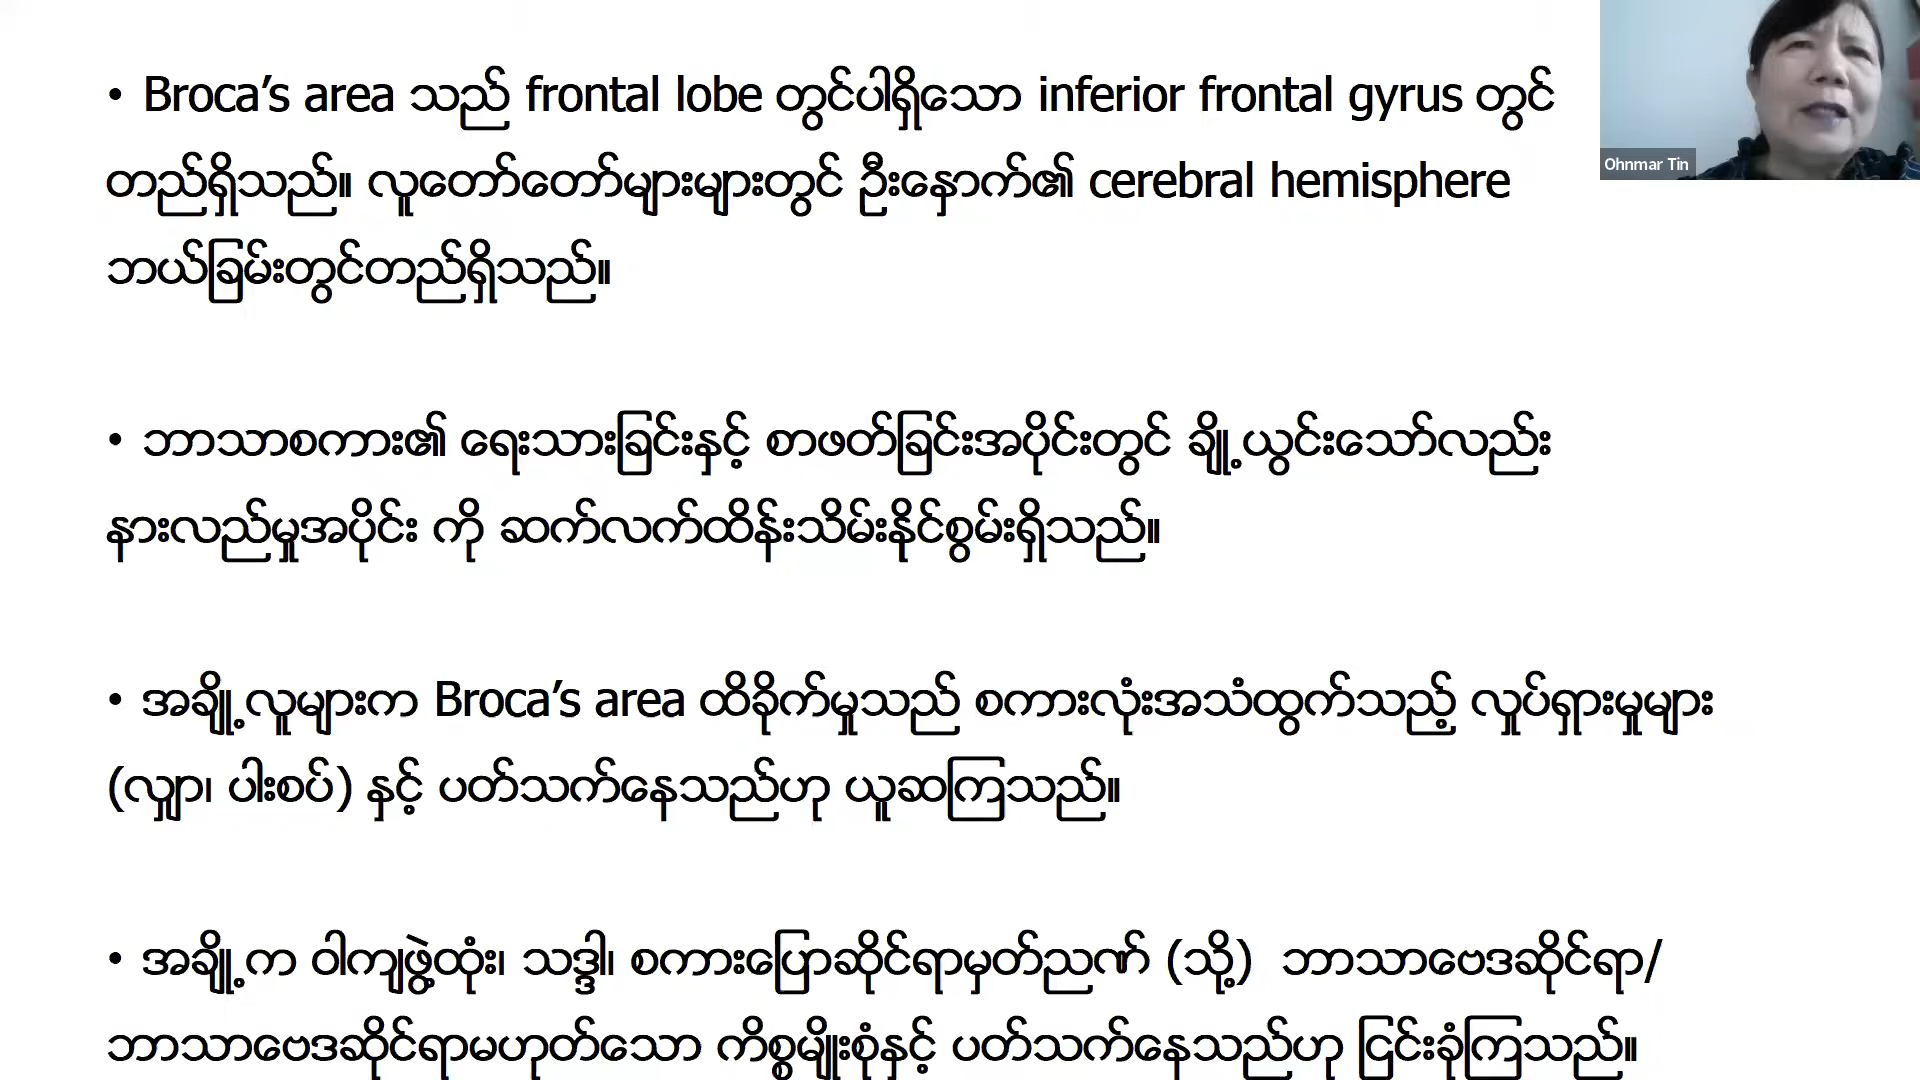 • Broca’s area သည် frontal lobe တွင်ပါရှိသော inferior frontal gyrus တွင်
တည်ရှိသည်။ လူတော်တော်များများတွင် ဦးနှောက်၏ cerebral hemisphere
ဘယ်ခြမ်းတွင်တည်ရှိသည်။
• ဘာသာစကား၏ ရေးသားခြင်းနှင့် စာဖတ်ခြင်းအပိုင်းတွင် ချို့ယွင်းသော်လည်း
နားလည်မှုအပိုင်း ကို ဆက်လက်ထိန်းသိမ်းနိုင်စွမ်းရှိသည်။
• အချို့လူများက Broca’s area ထိခိုက်မှုသည် စကားလုံးအသံထွက်သည့် လှုပ်ရှားမှုများ
(လျှာ၊ ပါးစပ်) နှင့် ပတ်သက်နေသည်ဟု ယူဆကြသည်။
• အချို့က ဝါကျဖွဲ့ထုံး၊ သဒ္ဒါ၊ စကားပြောဆိုင်ရာမှတ်ညဏ် (သို့) ဘာသာဗေဒဆိုင်ရာ/
ဘာသာဗေဒဆိုင်ရာမဟုတ်သော ကိစ္စမျိုးစုံနှင့် ပတ်သက်နေသည်ဟု ငြင်းခုံကြသည်။
Ohnmar Tin